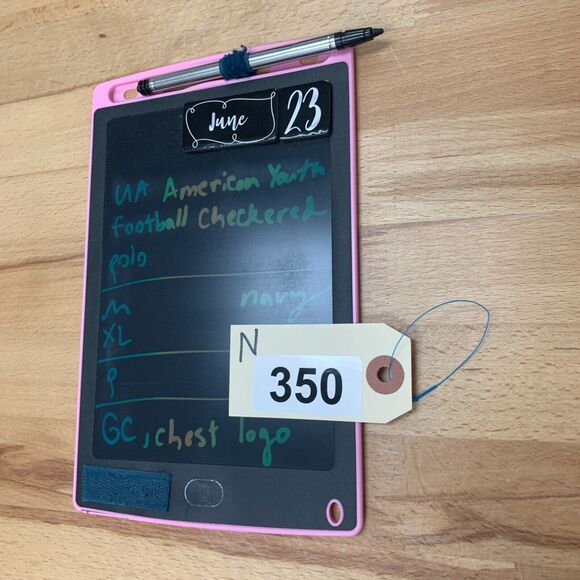 June 23
UA American Youth
football Checkered
polo
M navy
XL
N
350
P
GC, chest logo